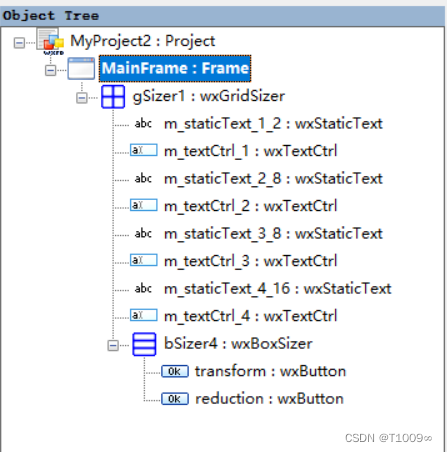 Object Tree
MyProject2 : Project
MainFrame : Frame
gSizer1 : wxGridSizer
abc m_staticText_1_2 : wxStaticText
m_textCtrl_1 : wxTextCtrl
abc m_staticText_2_8 : wxStaticText
m_textCtrl_2 : wxTextCtrl
abc m_staticText_3_8 : wxStaticText
m_textCtrl_3 : wxTextCtrl
abc m_staticText_4_16 : wxStaticText
m_textCtrl_4 : wxTextCtrl
bSizer4 : wxBoxSizer
Ok transform : wxButton
Ok reduction : wxButton
CSDN @T1009∞